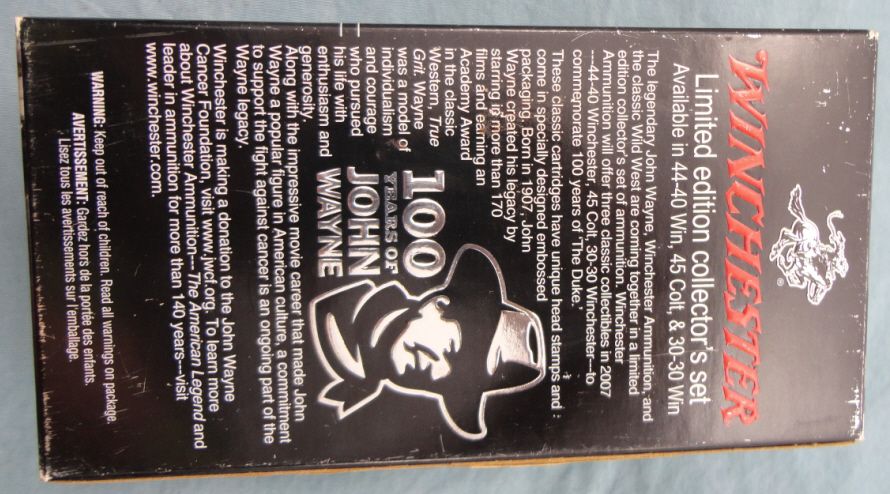 WINCHESTER
®
Limited edition collector's set
Available in 44-40 Win, 45 Colt, & 30-30 Win
The legendary John Wayne, Winchester Ammunition, and
the classic Wild West are coming together in a limited
edition collector's set of ammunition. Winchester
Ammunition will offer three classic collectibles in 2007
---44-40 Winchester, 45 Colt, 30-30 Winchester---to
commemorate 100 years of 'The Duke.'
These classic cartridges have unique head stamps and
come in specially designed embossed
packaging. Born in 1907, John
Wayne created his legacy by
starring in more than 170
films and earning an
Academy Award
in the classic
Western, True
Grit. Wayne
was a model of
individualism
and courage
who pursued
his life with
enthusiasm and
generosity.
100
YEARS OF
JOHN
WAYNE
Along with the impressive movie career that made John
Wayne a popular figure in American culture, a commitment
to support the fight against cancer is an ongoing part of the
Wayne legacy.
Winchester is making a donation to the John Wayne
Cancer Foundation, visit www.jwcf.org. To learn more
about Winchester Ammunition---The American Legend and
leader in ammunition for more than 140 years---visit
www.winchester.com.
WARNING: Keep out of reach of children. Read all warnings on package.
AVERTISSEMENT: Gardez hors de la portée des enfants.
Lisez tous les avertissements sur l'emballage.